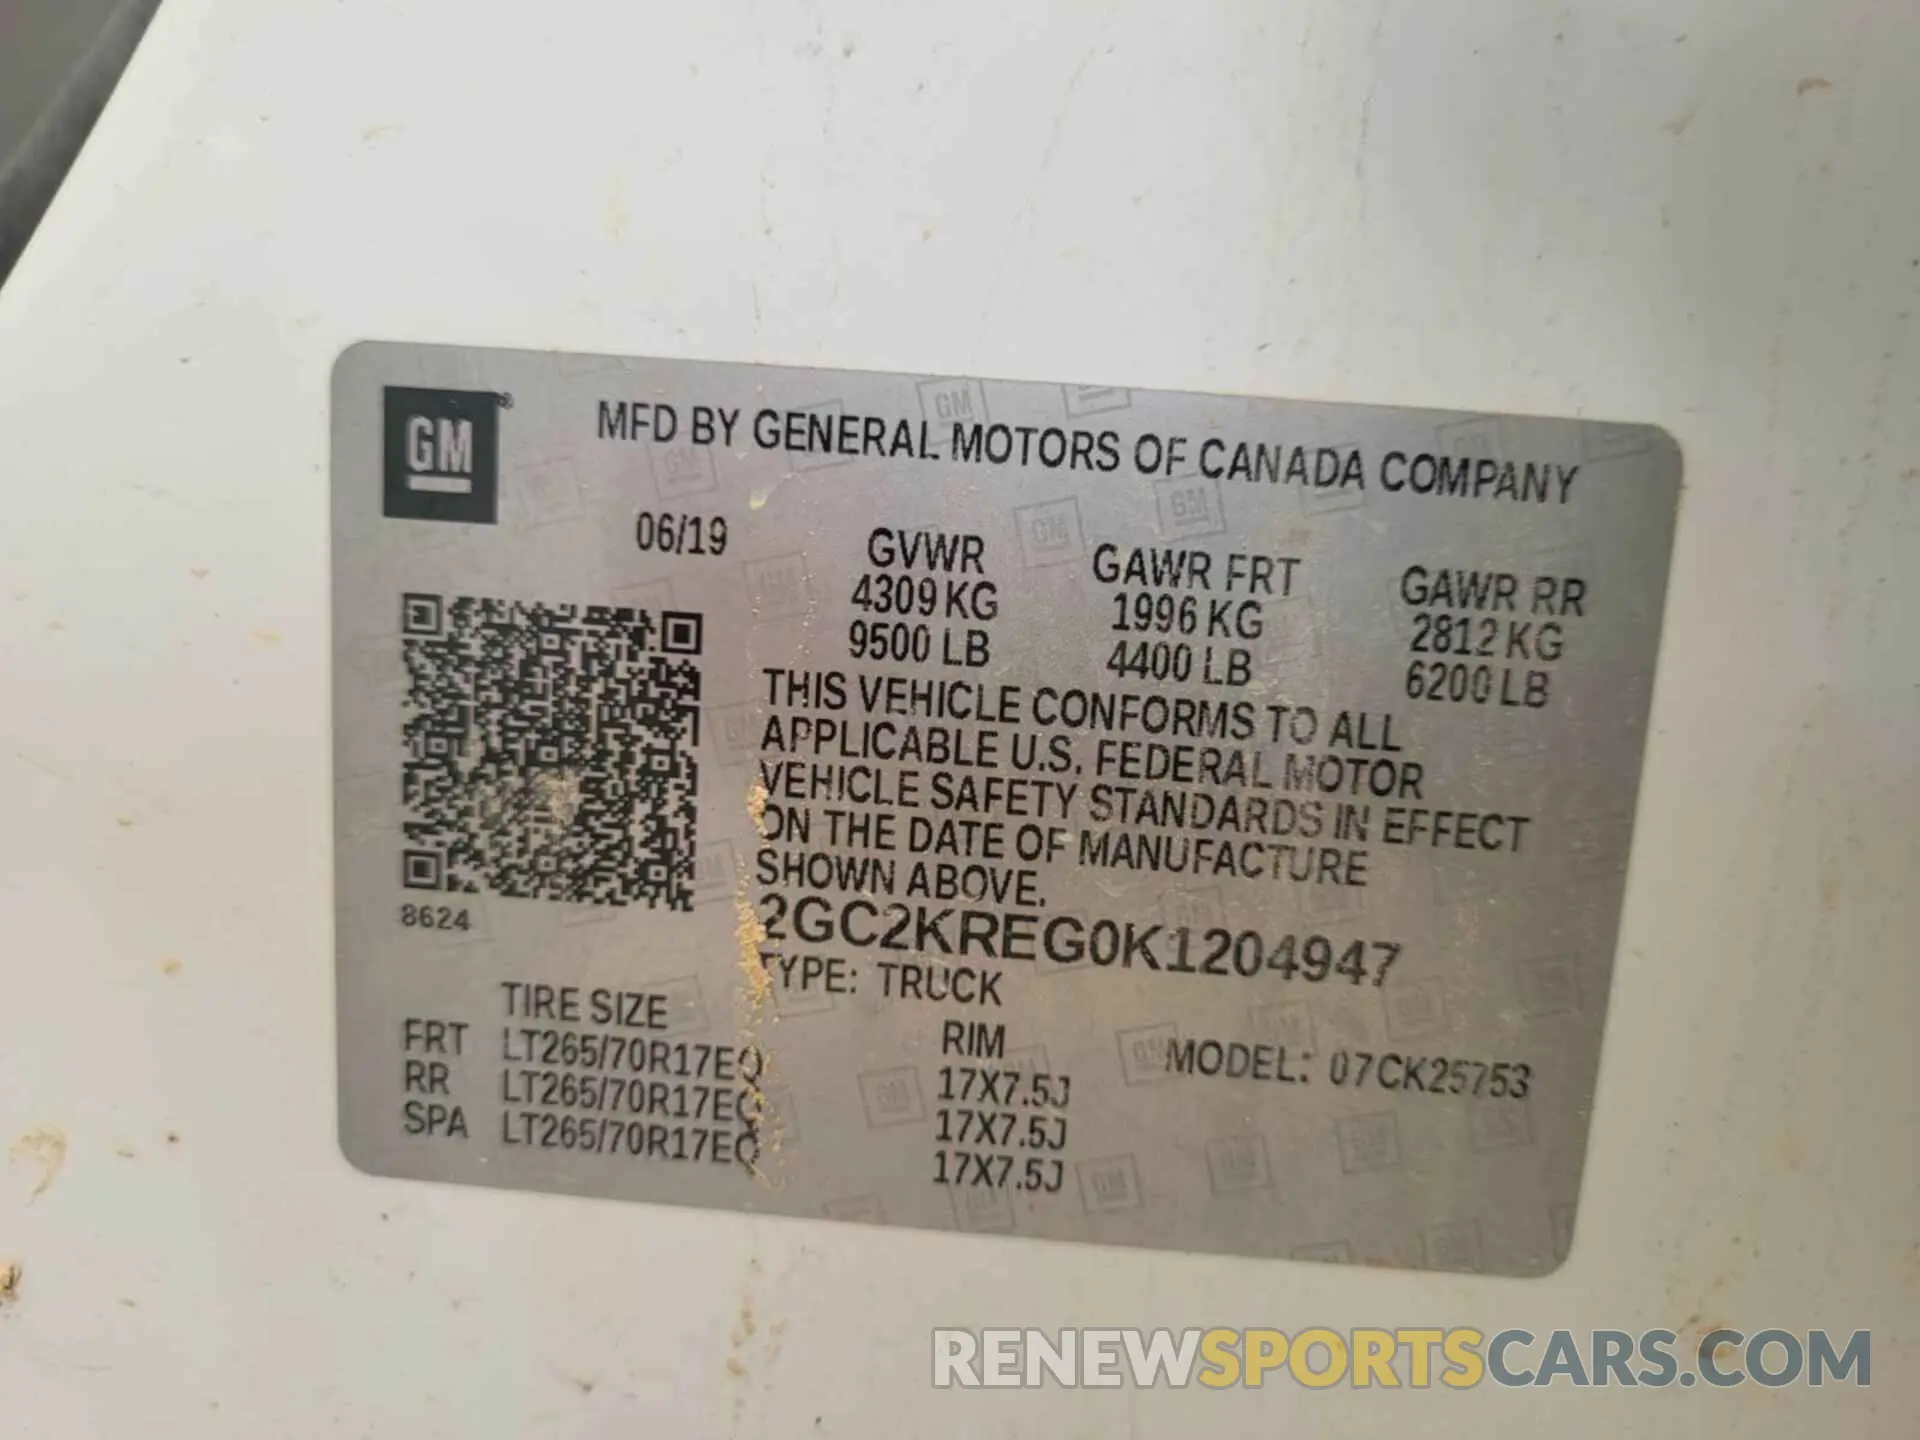 GM
MFD BY GENERAL MOTORS OF CANADA COMPANY
06/19
GVWR GAWR FRT GAWR RR
4309 KG 1996 KG 2812 KG
9500 LB 4400 LB 6200 LB
THIS VEHICLE CONFORMS TO ALL
APPLICABLE U.S. FEDERAL MOTOR
VEHICLE SAFETY STANDARDS IN EFFECT
ON THE DATE OF MANUFACTURE
SHOWN ABOVE.
2GC2KREG0K1204947
8624
TYPE: TRUCK
TIRE SIZE RIM MODEL: 07CK25753
FRT LT265/70R17EQ 17X7.5J
RR LT265/70R17EQ 17X7.5J
SPA LT265/70R17EQ 17X7.5J
RENEWSPORTSCARS.COM